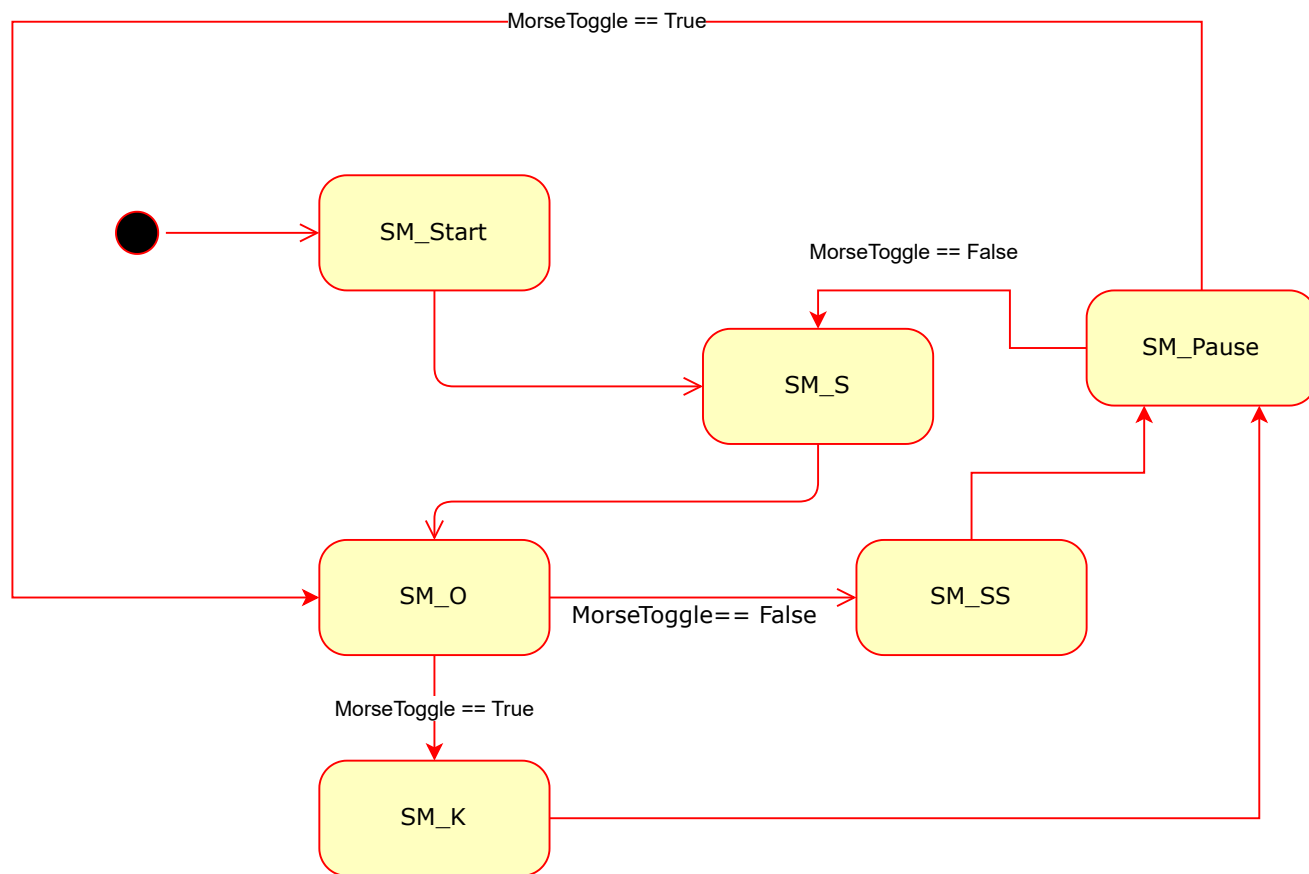 MorseToggle == True
SM_Start
MorseToggle == False
SM_Pause
SM_S
SM_O
MorseToggle== False
SM_SS
MorseToggle == True
SM_K